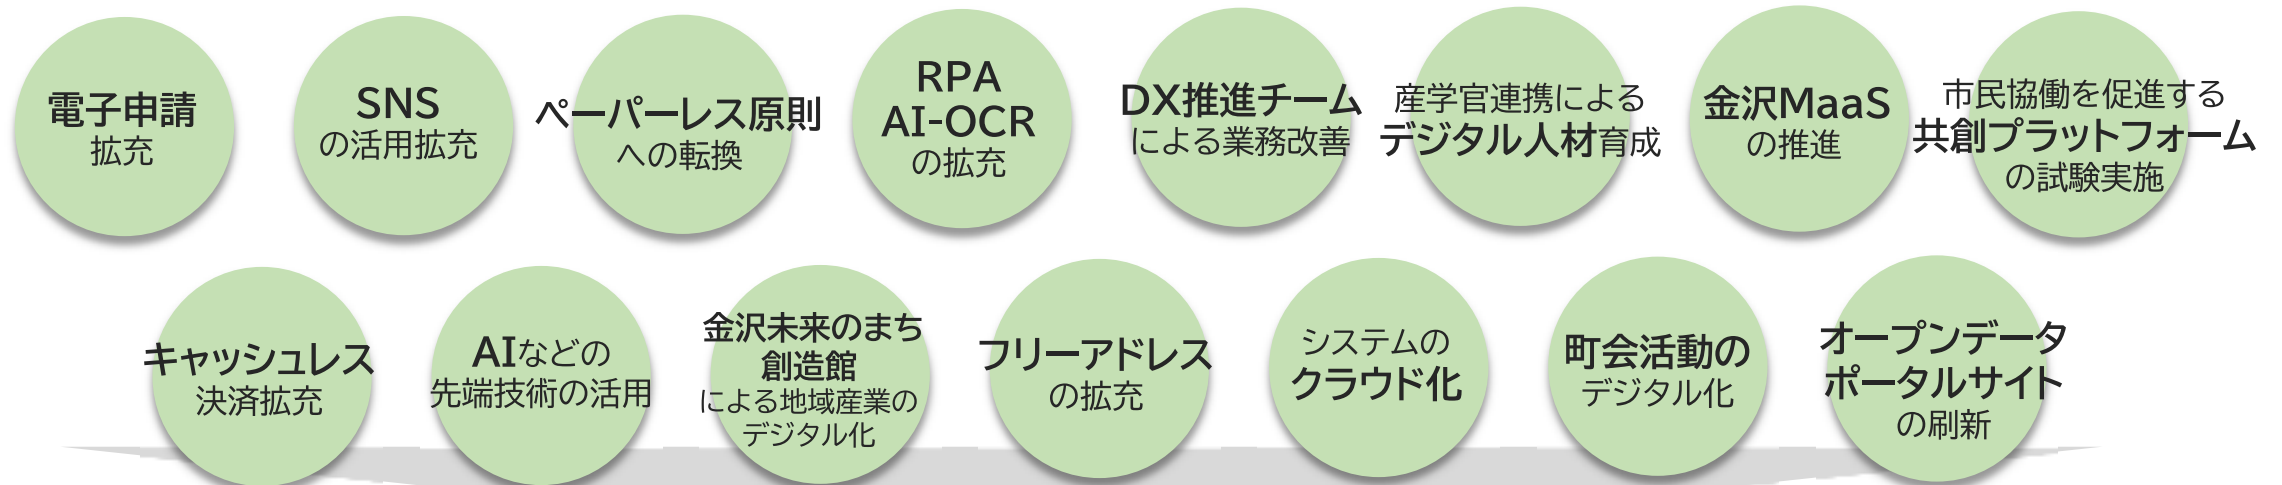 電子申請
拡充
SNS
の活用拡充
ペーパーレス原則
への転換
RPA
AI-OCR
の拡充
DX推進チーム
による業務改善
産学官連携による
デジタル人材育成
金沢MaaS
の推進
市民協働を促進する
共創プラットフォーム
の試験実施
キャッシュレス
決済拡充
AIなどの
先端技術の活用
金沢未来のまち
創造館
による地域産業の
デジタル化
フリーアドレス
の拡充
システムの
クラウド化
町会活動の
デジタル化
オープンデータ
ポータルサイト
の刷新